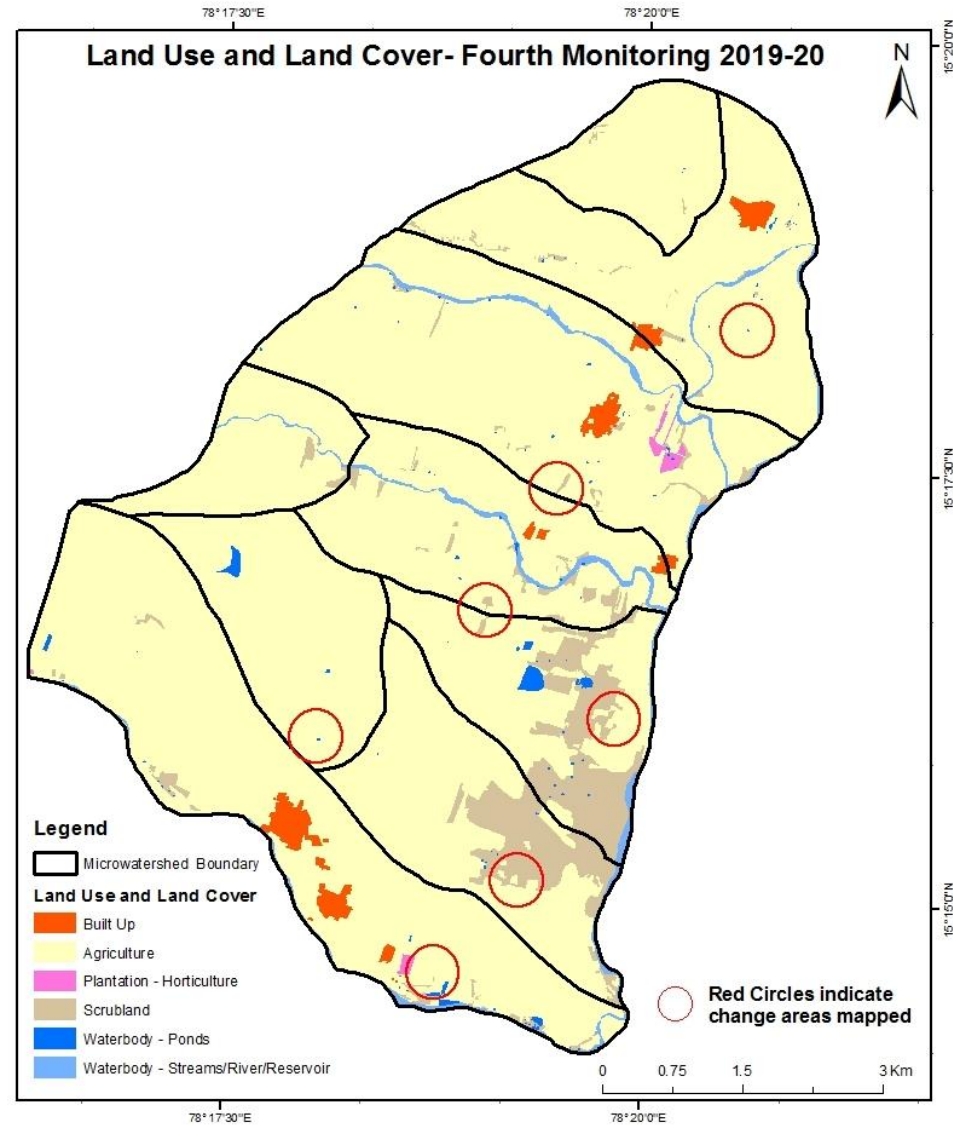 78°17'30"E
78°20'0"E
Land Use and Land Cover- Fourth Monitoring 2019-20
N
15°20'0"N
15°17'30"N
15°15'0"N
Legend
Microwatershed Boundary
Land Use and Land Cover
Built Up
Agriculture
Plantation - Horticulture
Scrubland
Waterbody - Ponds
Waterbody - Streams/River/Reservoir
Red Circles indicate
change areas mapped
0 0.75 1.5 3 Km
78°17'30"E
78°20'0"E